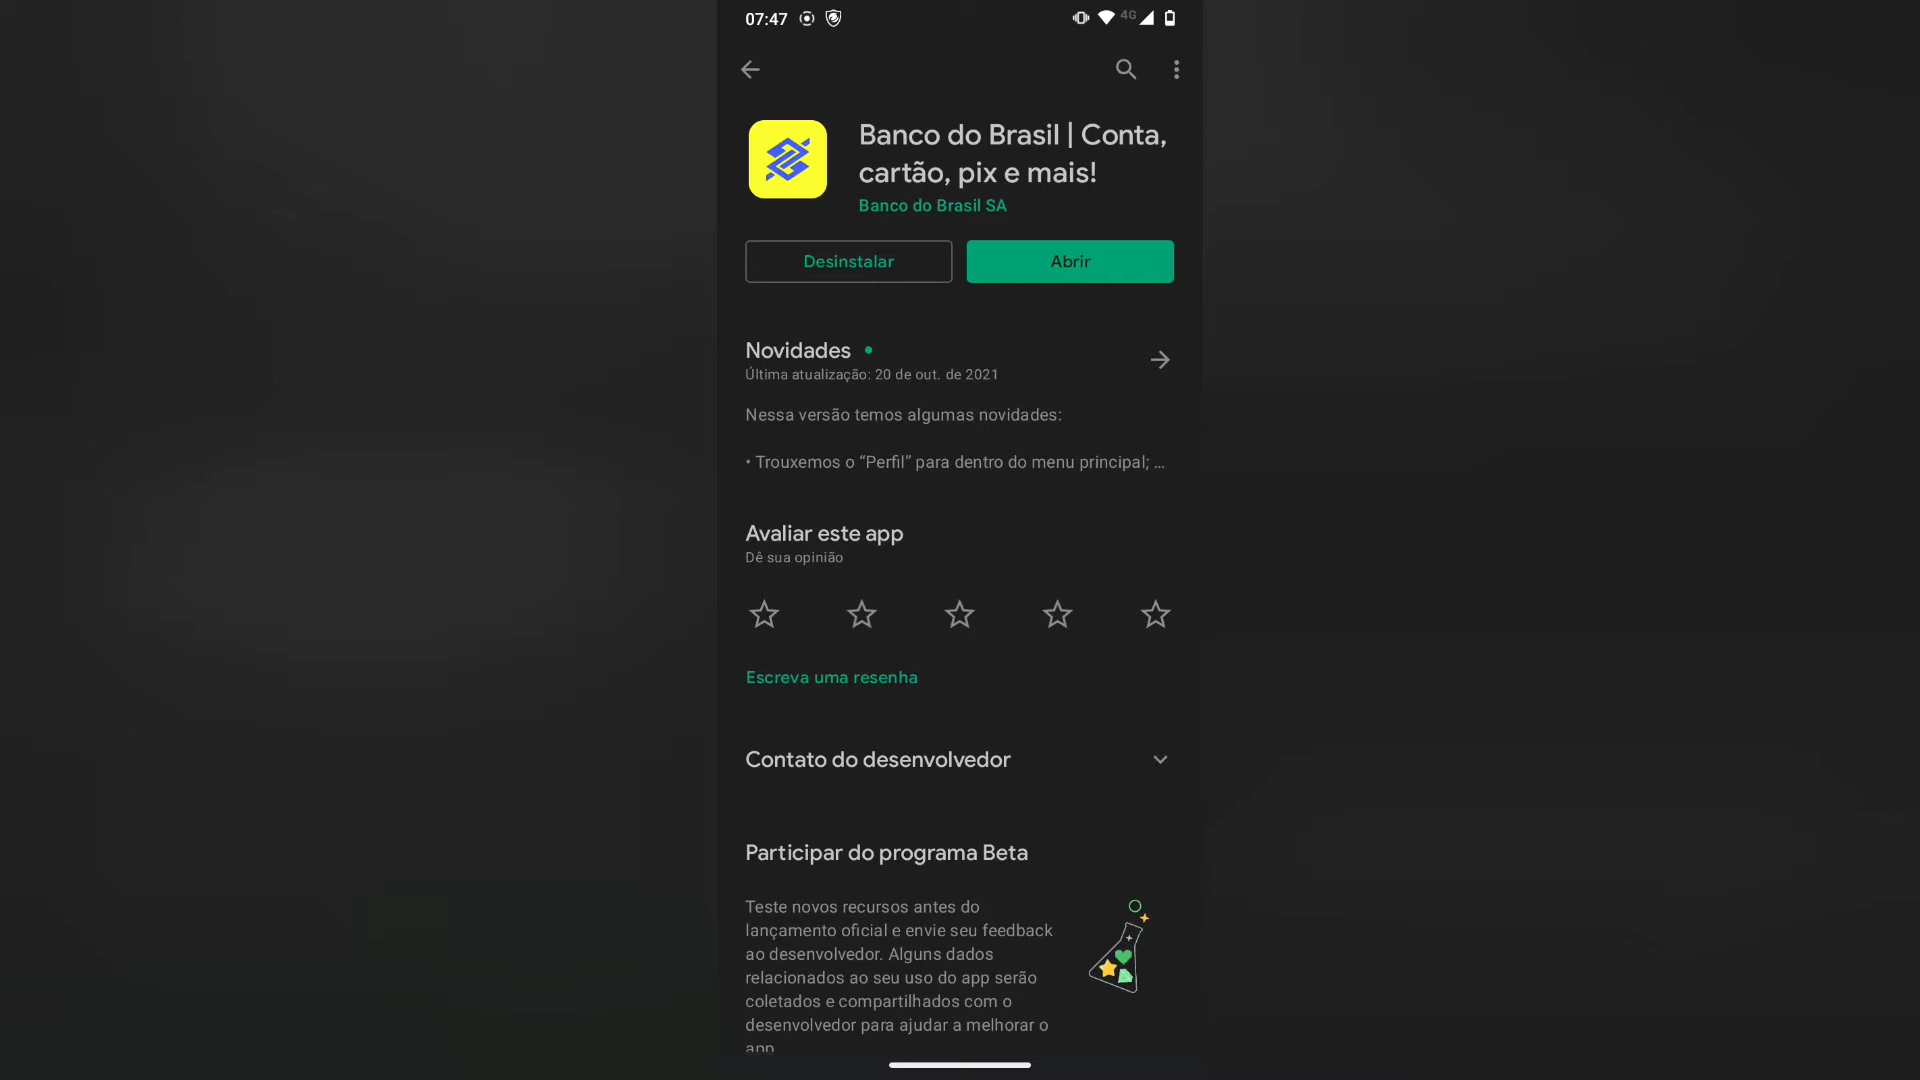 07:47
4G
Banco do Brasil | Conta,
cartão, pix e mais!
Banco do Brasil SA
Desinstalar
Abrir
Novidades
Última atualização: 20 de out. de 2021
Nessa versão temos algumas novidades:
• Trouxemos o “Perfil” para dentro do menu principal; ...
Avaliar este app
Dê sua opinião
Escreva uma resenha
Contato do desenvolvedor
Participar do programa Beta
Teste novos recursos antes do
lançamento oficial e envie seu feedback
ao desenvolvedor. Alguns dados
relacionados ao seu uso do app serão
coletados e compartilhados com o
desenvolvedor para ajudar a melhorar o
app